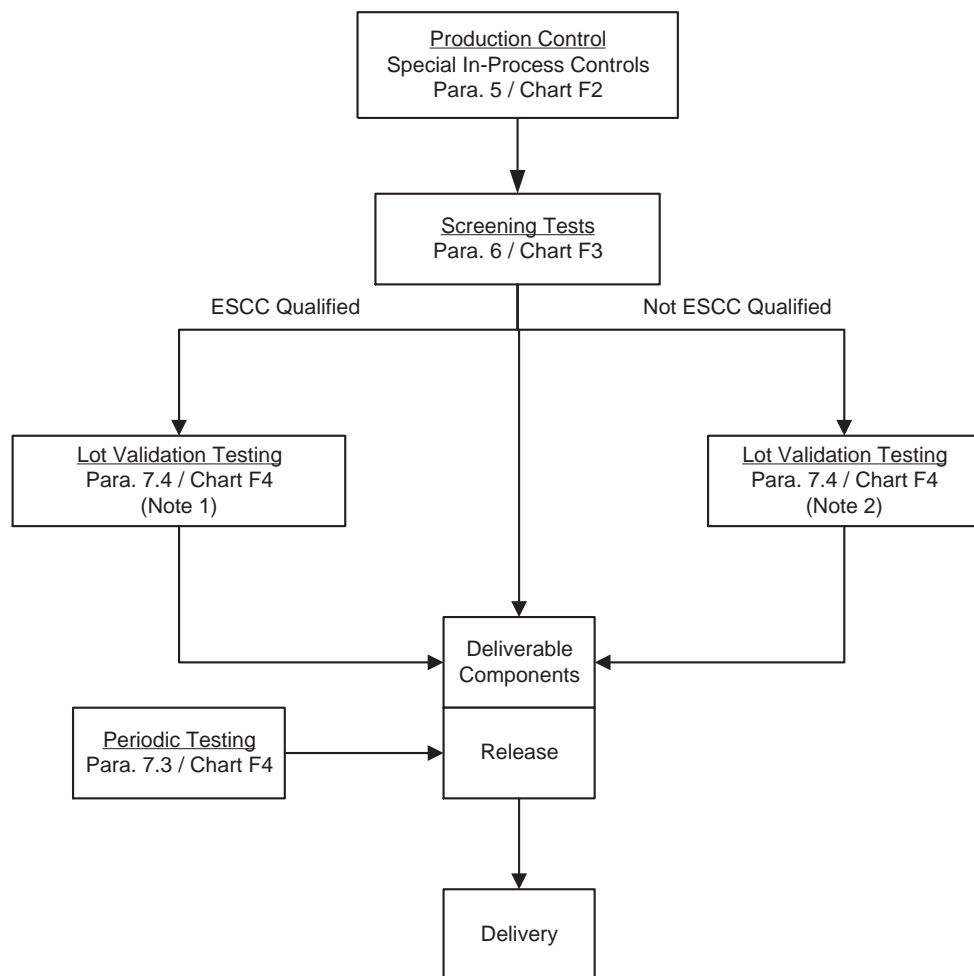 Production Control
Special In-Process Controls
Para. 5 / Chart F2
Screening Tests
Para. 6 / Chart F3
ESCC Qualified
Not ESCC Qualified
Lot Validation Testing
Para. 7.4 / Chart F4
(Note 1)
Lot Validation Testing
Para. 7.4 / Chart F4
(Note 2)
Deliverable
Components
Periodic Testing
Para. 7.3 / Chart F4
Release
Delivery